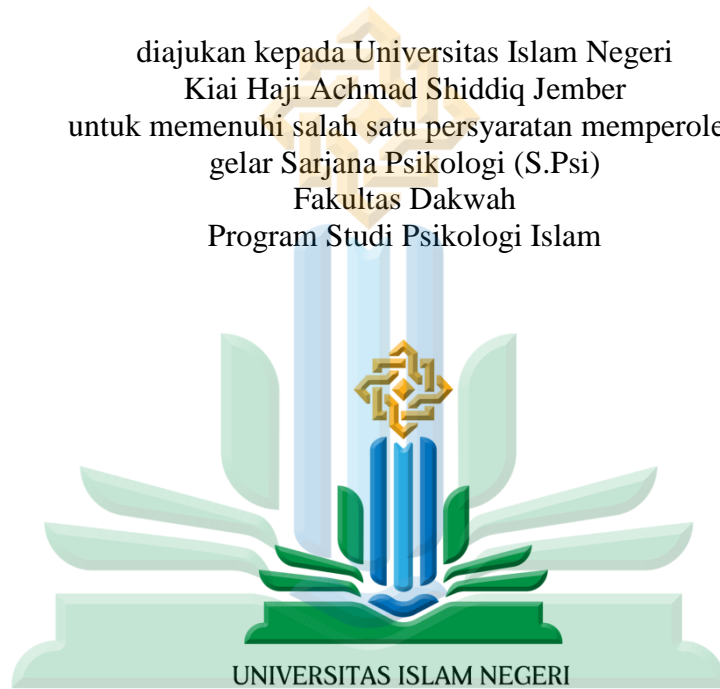 diajukan kepada Universitas Islam Negeri
Kiai Haji Achmad Shiddiq Jember
untuk memenuhi salah satu persyaratan memperole
gelar Sarjana Psikologi (S.Psi)
Fakultas Dakwah
Program Studi Psikologi Islam
UNIVERSITAS ISLAM NEGERI